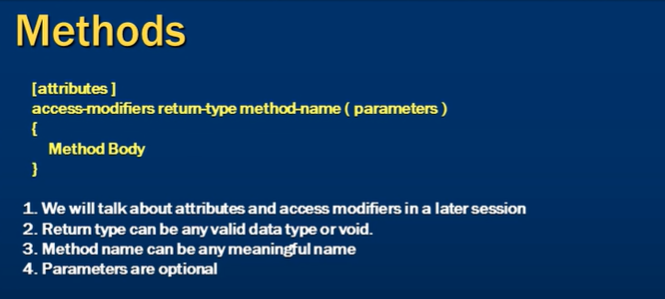 Methods
[attributes ]
access-modifiers return-type method-name ( parameters )
{
Method Body
}
1. We will talk about attributes and access modifiers in a later session
2. Return type can be any valid data type or void.
3. Method name can be any meaningful name
4. Parameters are optional